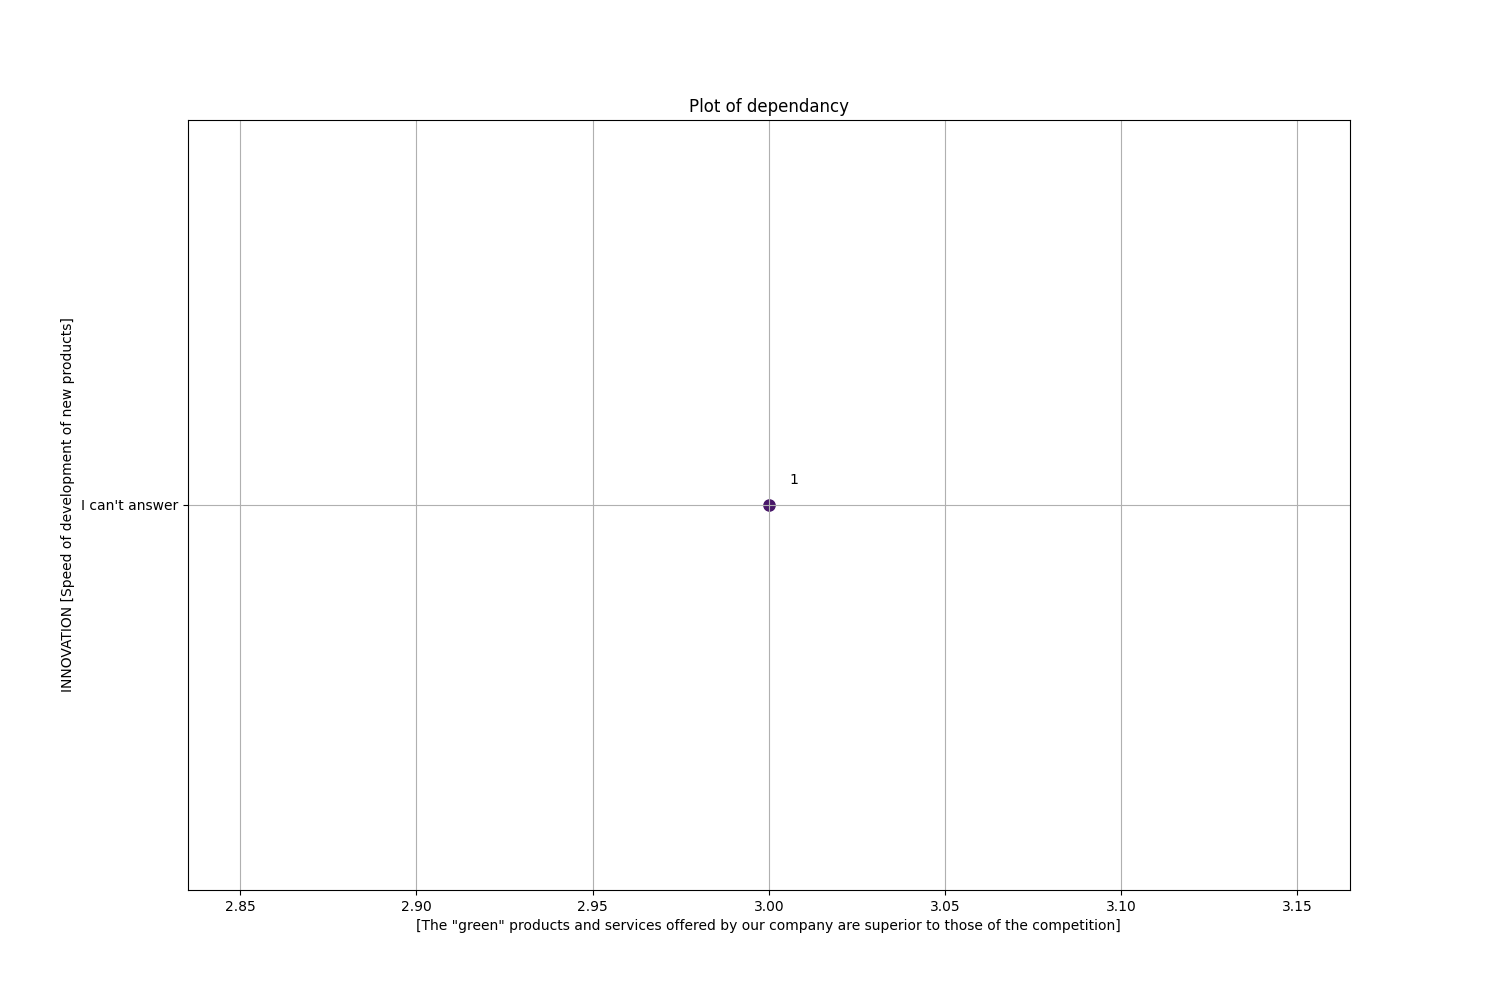 Plot of dependancy
INNOVATION [Speed of development of new products]
I can't answer
1
2.85
2.90
2.95
3.00
3.05
3.10
3.15
[The "green" products and services offered by our company are superior to those of the competition]